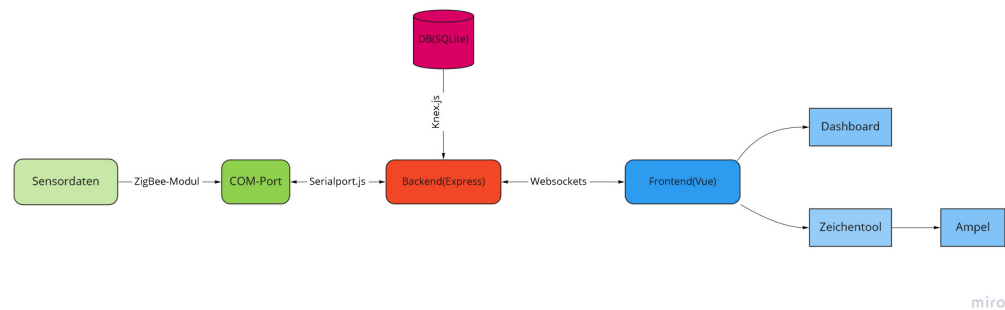 DB(SQLite)
Knex.js
Dashboard
Sensordaten
ZigBee-Modul
COM-Port
Serialport.js
Backend(Express)
Websockets
Frontend(Vue)
Zeichentool
Ampel
miro